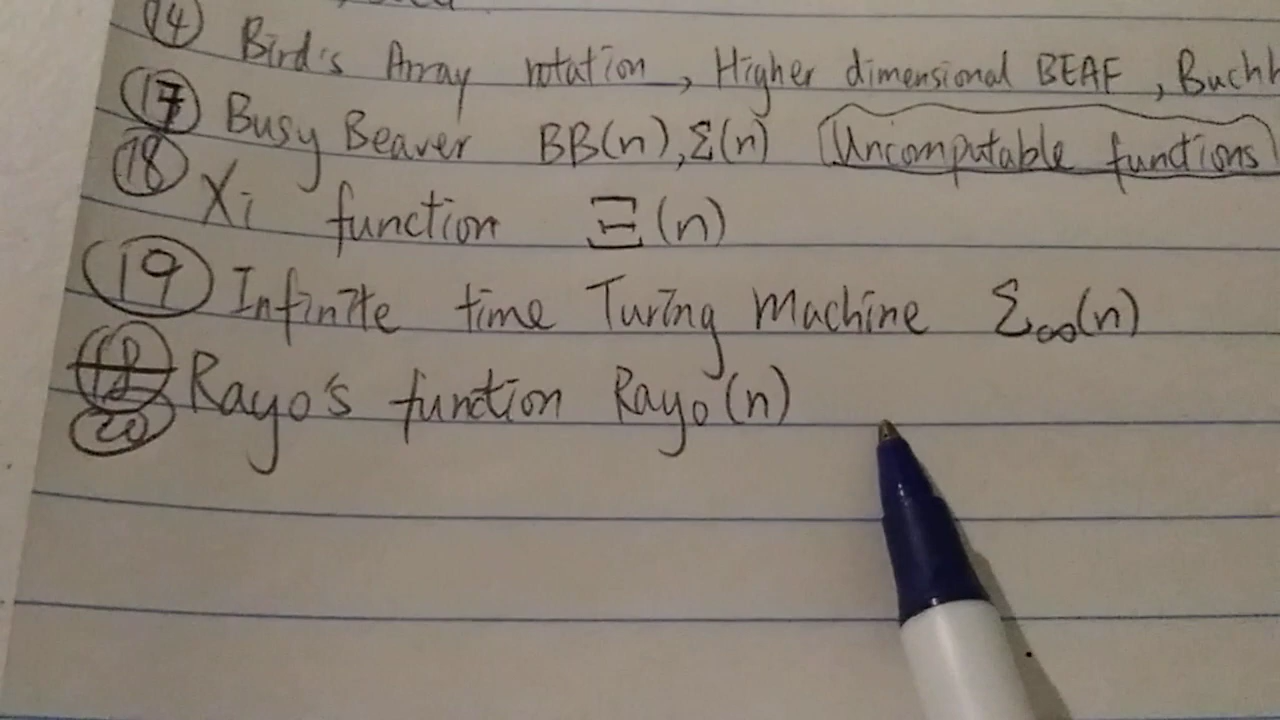 14 Bird's Array rotation, Higher dimensional BEAF, Buchh
17 Busy Beaver BB(n), Σ(n) Uncomputable functions
18 Xi function Ξ(n)
19 Infinite time Turing Machine Σ∞(n)
20 Rayo's function Rayo(n)